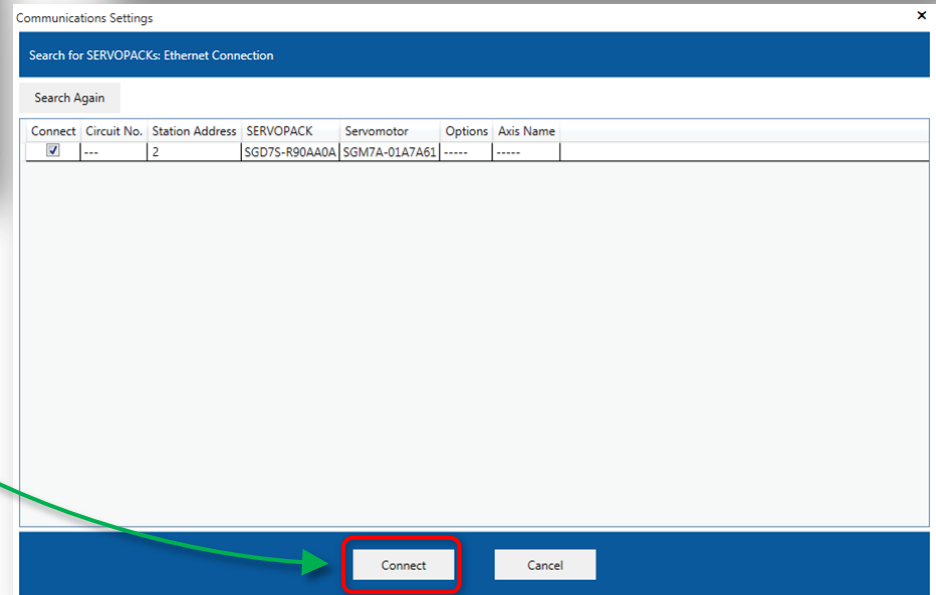 Communications Settings
Search for SERVOPACKs: Ethernet Connection
Search Again
Connect Circuit No. Station Address SERVOPACK Servomotor Options Axis Name
--- 2 SGD7S-R90AA0A SGM7A-01A7A61 ----- -----
Connect Cancel